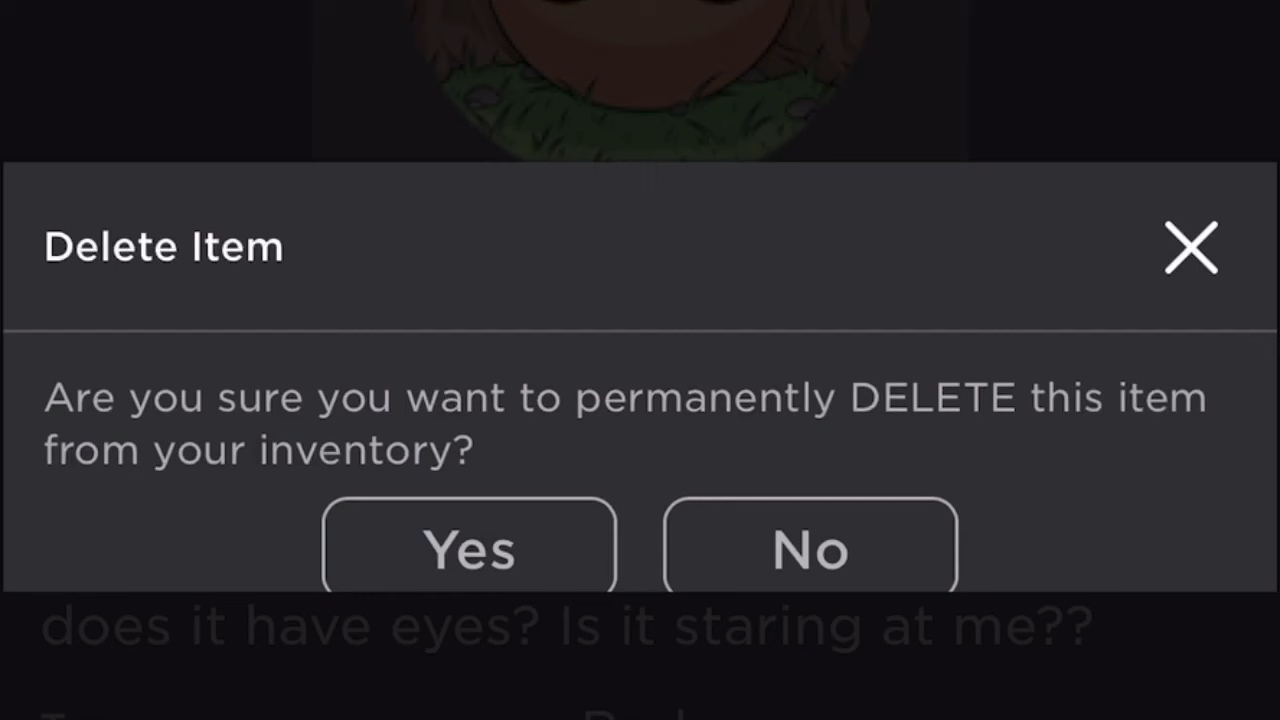 Delete Item
Are you sure you want to permanently DELETE this item
from your inventory?
Yes
No
does it have eyes? Is it staring at me??